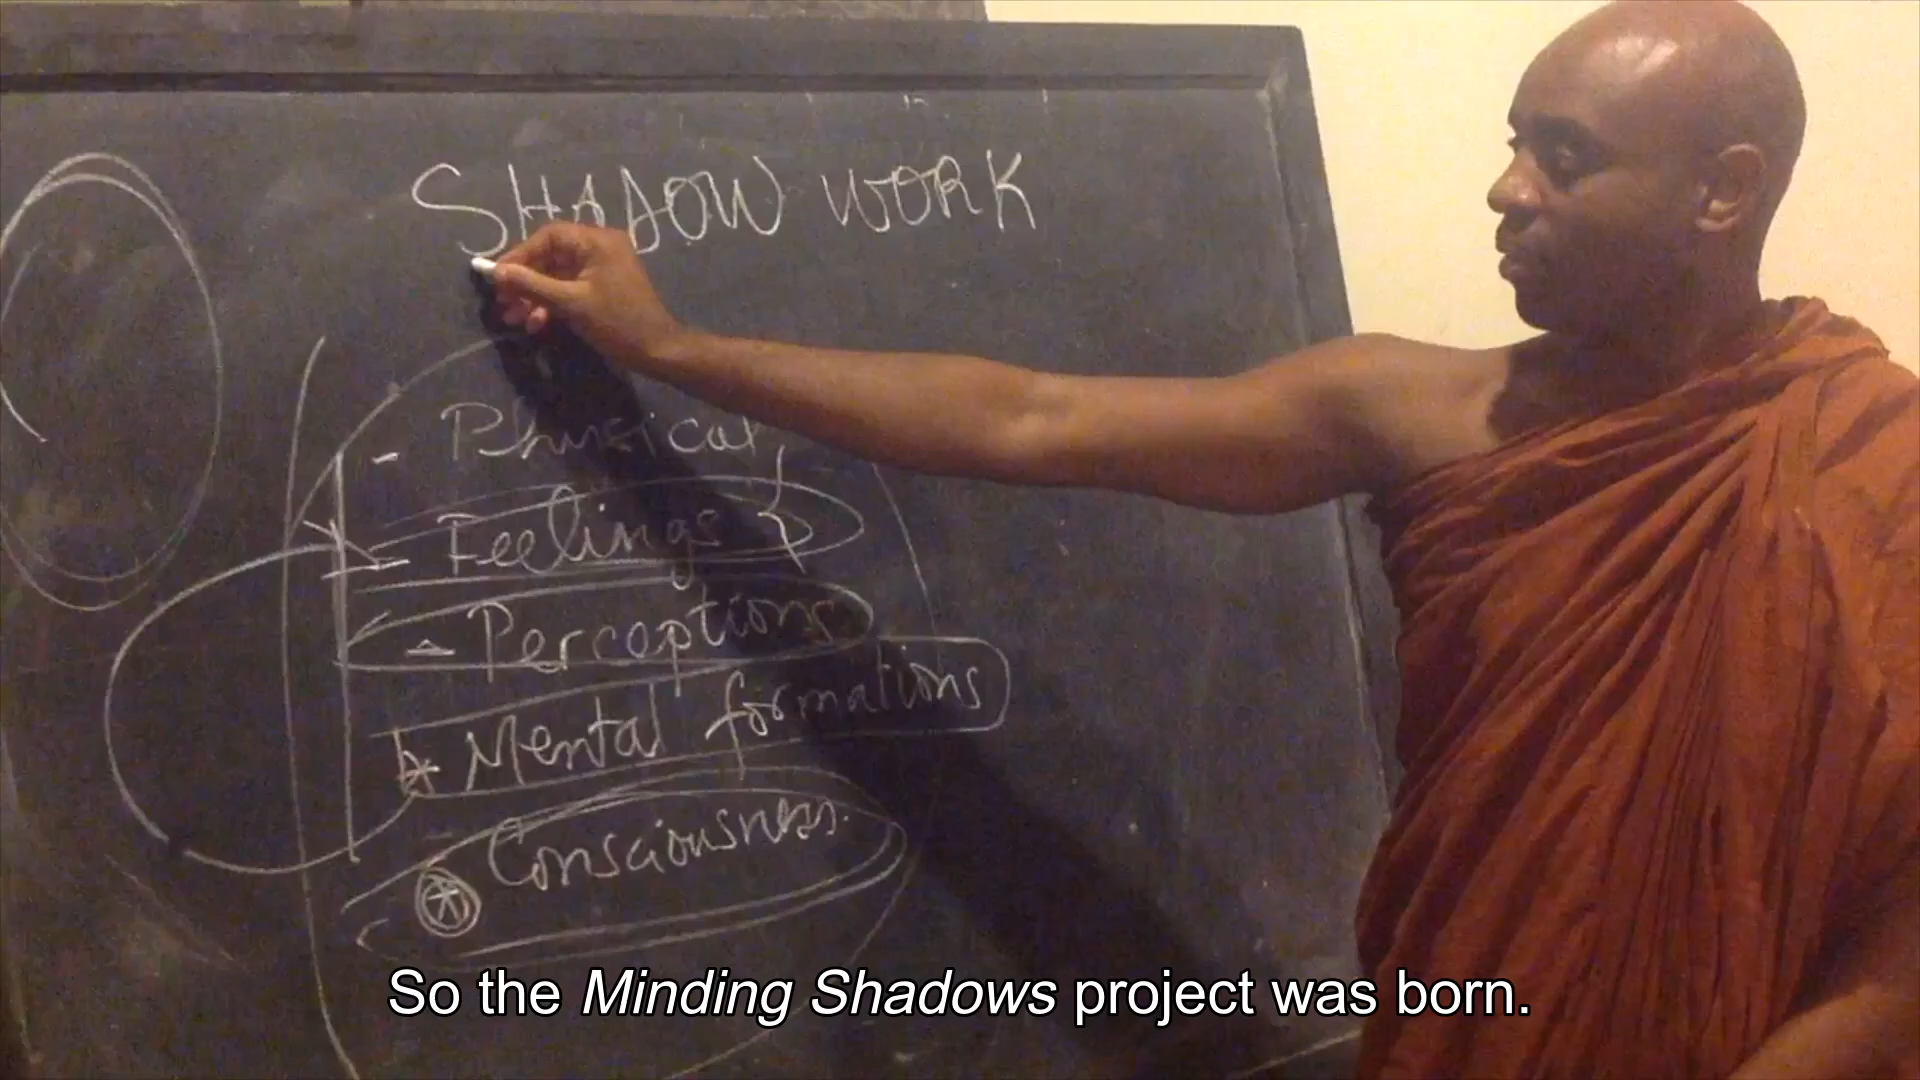 SHADOW WORK
- Physical
- Feelings
- Perceptions
* Mental formations
* Consciousness.
So the Minding Shadows project was born.